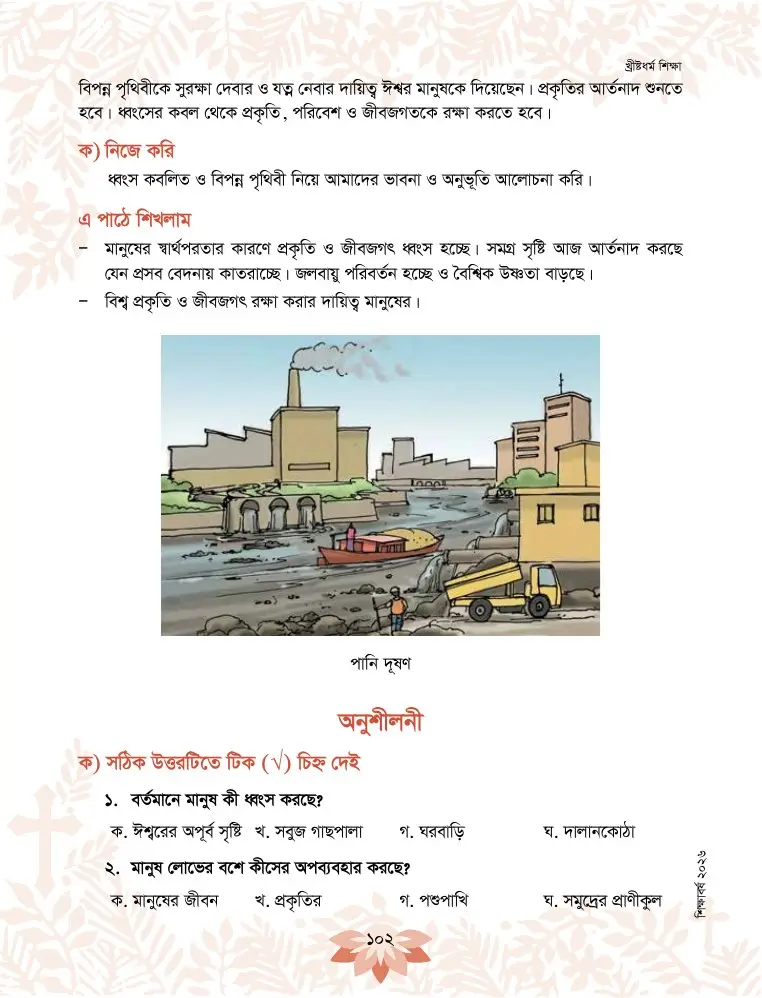 খ্রীষ্টধর্ম শিক্ষা
বিপন্ন পৃথিবীকে সুরক্ষা দেবার ও যত্ন নেবার দায়িত্ব ঈশ্বর মানুষকে দিয়েছেন। প্রকৃতির আর্তনাদ শুনতে
হবে। ধ্বংসের কবল থেকে প্রকৃতি, পরিবেশ ও জীবজগতকে রক্ষা করতে হবে।
ক) নিজে করি
ধ্বংস কবলিত ও বিপন্ন পৃথিবী নিয়ে আমাদের ভাবনা ও অনুভূতি আলোচনা করি।
এ পাঠে শিখলাম
– মানুষের স্বার্থপরতার কারণে প্রকৃতি ও জীবজগৎ ধ্বংস হচ্ছে। সমগ্র সৃষ্টি আজ আর্তনাদ করছে
যেন প্রসব বেদনায় কাতরাচ্ছে। জলবায়ু পরিবর্তন হচ্ছে ও বৈশ্বিক উষ্ণতা বাড়ছে।
– বিশ্ব প্রকৃতি ও জীবজগৎ রক্ষা করার দায়িত্ব মানুষের।
পানি দূষণ
অনুশীলনী
ক) সঠিক উত্তরটিতে টিক (√) চিহ্ন দেই
১. বর্তমানে মানুষ কী ধ্বংস করছে?
ক. ঈশ্বরের অপূর্ব সৃষ্টি খ. সবুজ গাছপালা গ. ঘরবাড়ি ঘ. দালানকোঠা
২. মানুষ লোভের বশে কীসের অপব্যবহার করছে?
ক. মানুষের জীবন খ. প্রকৃতির গ. পশুপাখি ঘ. সমুদ্রের প্রাণীকুল
শিক্ষাবর্ষ ২০২৬
১০২